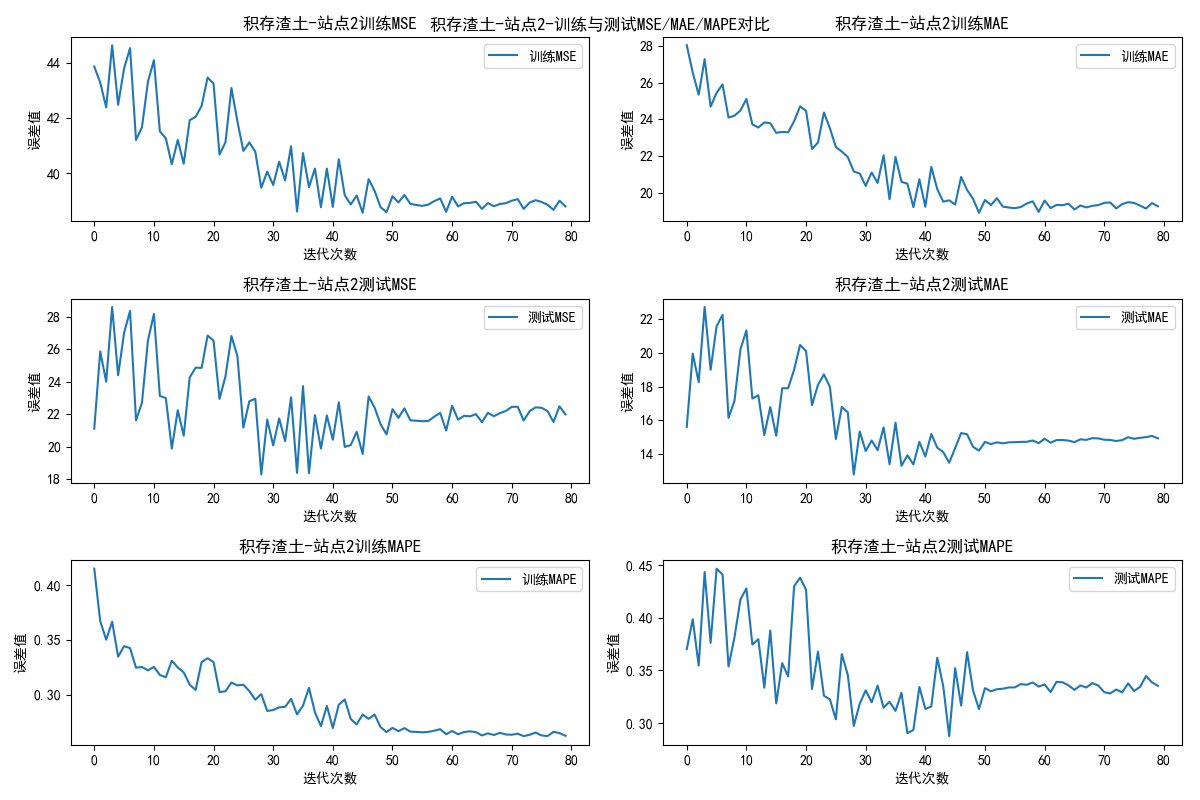 积存渣土-站点2-训练与测试MSE/MAE/MAPE对比
积存渣土-站点2训练MSE
训练MSE
误差值
44
42
40
0 10 20 30 40 50 60 70 80
迭代次数
积存渣土-站点2训练MAE
训练MAE
误差值
28
26
24
22
20
0 10 20 30 40 50 60 70 80
迭代次数
积存渣土-站点2测试MSE
测试MSE
误差值
28
26
24
22
20
18
0 10 20 30 40 50 60 70 80
迭代次数
积存渣土-站点2测试MAE
测试MAE
误差值
22
20
18
16
14
0 10 20 30 40 50 60 70 80
迭代次数
积存渣土-站点2训练MAPE
训练MAPE
误差值
0.40
0.35
0.30
0 10 20 30 40 50 60 70 80
迭代次数
积存渣土-站点2测试MAPE
测试MAPE
误差值
0.45
0.40
0.35
0.30
0 10 20 30 40 50 60 70 80
迭代次数